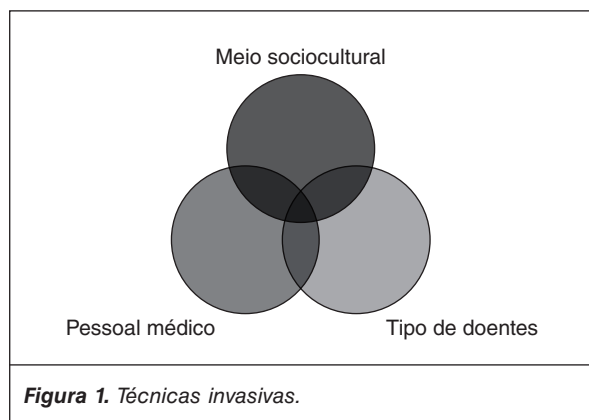 Meio sociocultural
Pessoal médico Tipo de doentes
Figura 1. Técnicas invasivas.